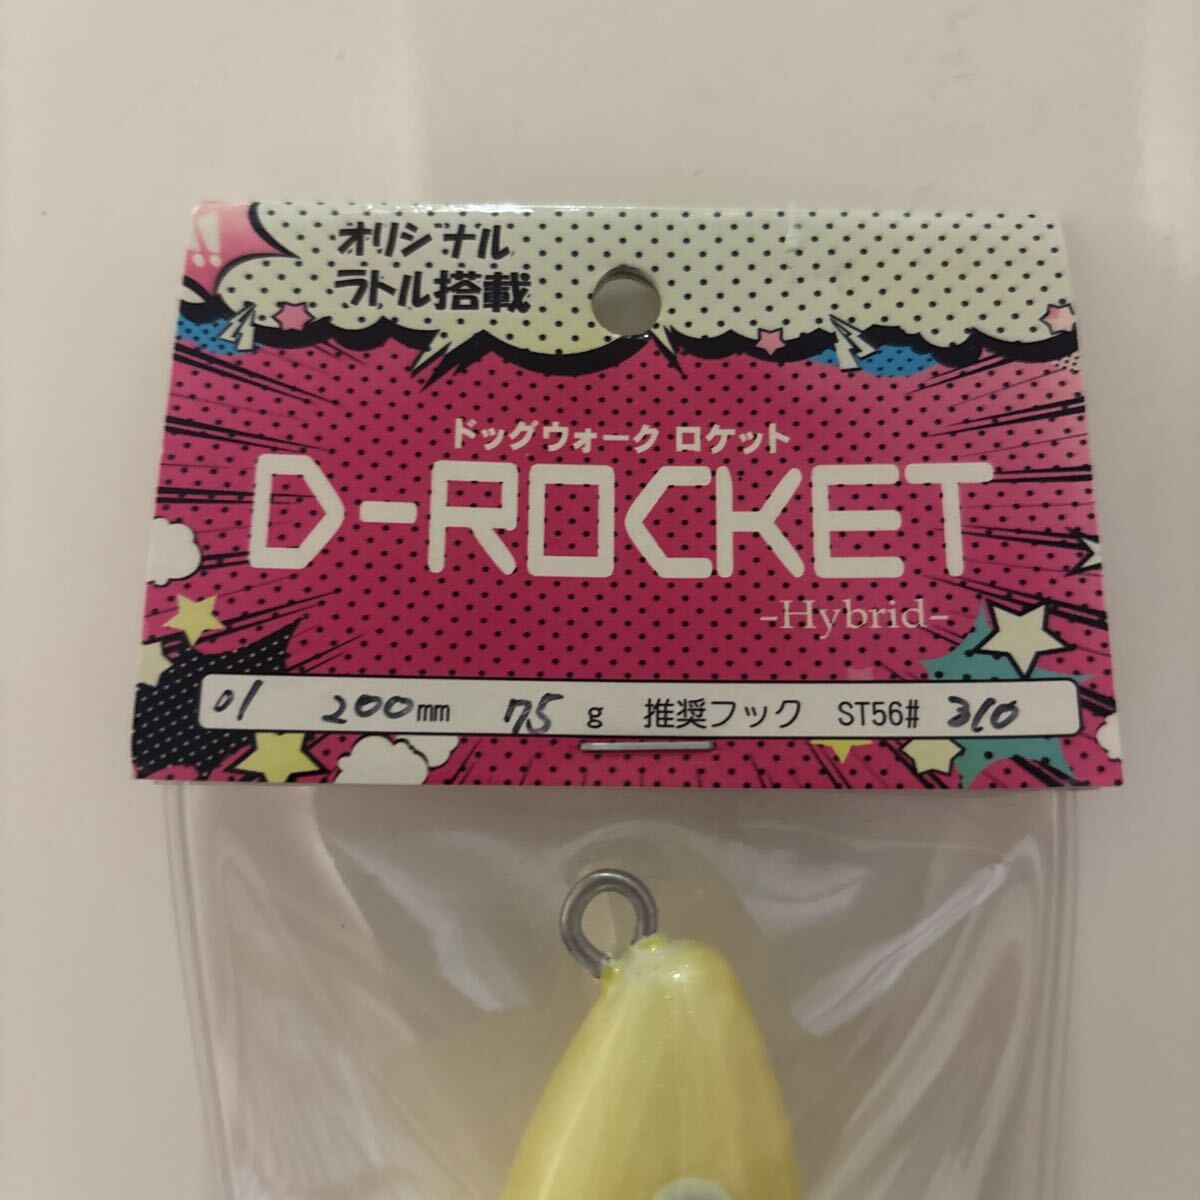 オリジナル
ラトル搭載
ドッグウォーク ロケット
D-ROCKET
-Hybrid-
01 200mm 75 g 推奨フック ST56# 3/0